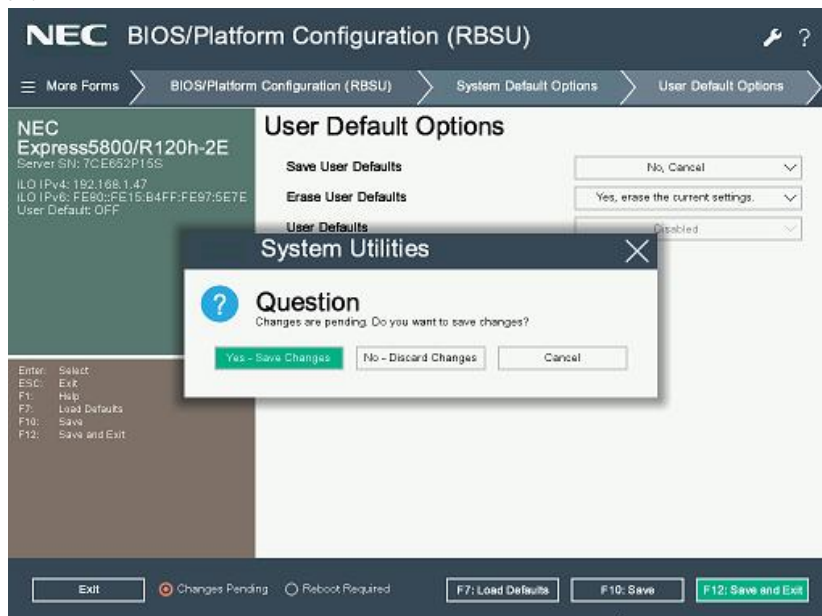 NEC BIOS/Platform Configuration (RBSU)
?
More Forms
BIOS/Platform Configuration (RBSU)
System Default Options
User Default Options
NEC
Express5800/R120h-2E
Server SN: 7CE652P15S
iLO IPv4: 192.168.1.47
iLO IPv6: FE80::FE15:B4FF:FE97:5E7E
User Default: OFF
User Default Options
Save User Defaults
No, Cancel
Erase User Defaults
Yes, erase the current settings.
User Defaults
Disabled
System Utilities
?
Question
Changes are pending. Do you want to save changes?
Yes - Save Changes
No - Discard Changes
Cancel
Enter: Select
ESC: Exit
F1: Help
F7: Load Defaults
F10: Save
F12: Save and Exit
Exit
Changes Pending
Reboot Required
F7: Load Defaults
F10: Save
F12: Save and Exit